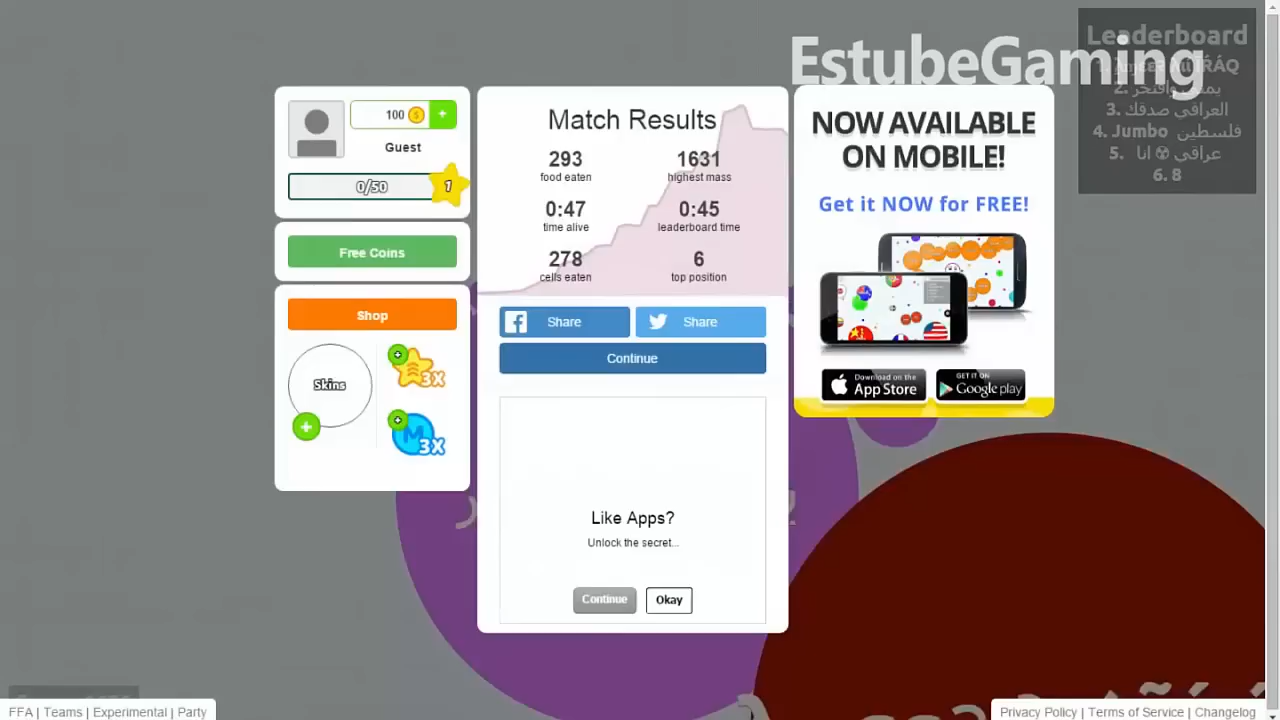 EstubeGaming
Leaderboard
3. العراقي صدقك
4. Jumbo فلسطين
5. عراقي ☢ انا
6. 8
100
+
Guest
0/50
1
Free Coins
Shop
Skins
3X
M
3X
Match Results
293
food eaten
1631
highest mass
0:47
time alive
0:45
leaderboard time
278
cells eaten
6
top position
Share
Share
Continue
Like Apps?
Unlock the secret...
Continue
Okay
NOW AVAILABLE
ON MOBILE!
Get it NOW for FREE!
Download on the
App Store
GET IT ON
Google play
FFA | Teams | Experimental | Party
Privacy Policy | Terms of Service | Changelog